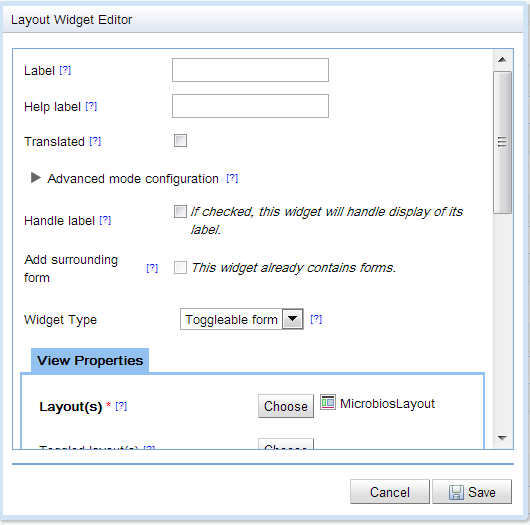 Layout Widget Editor
Label [?]
Help label [?]
Translated [?]
Advanced mode configuration [?]
Handle label [?] If checked, this widget will handle display of its
label.
Add surrounding
form [?] This widget already contains forms.
Widget Type Toggleable form [?]
View Properties
Layout(s) * [?] Choose MicrobiosLayout
Toggled layout(s) [?] Choose
Cancel Save